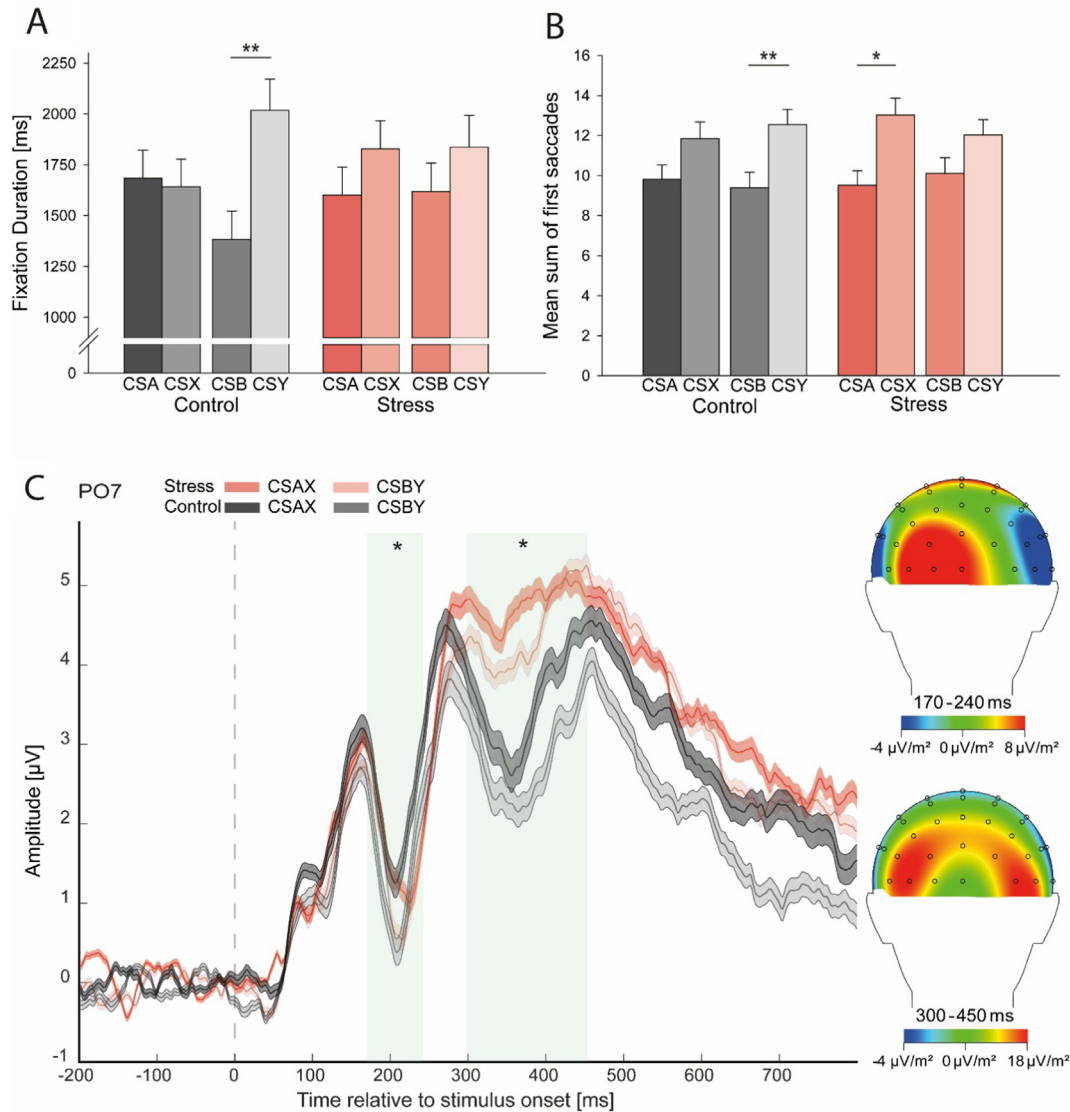 A
Fixation Duration [ms]
2250
2000
1750
1500
1250
1000
0
**
CSA CSX CSB CSY CSA CSX CSB CSY
Control Stress
B
Mean sum of first saccades
16
14
12
10
8
6
4
2
0
** *
CSA CSX CSB CSY CSA CSX CSB CSY
Control Stress
C PO7
Stress CSAX CSBY
Control CSAX CSBY
* *
Amplitude [µV]
5
4
3
2
1
0
-1
-200 -100 0 100 200 300 400 500 600 700
Time relative to stimulus onset [ms]
170-240 ms
-4 µV/m² 0 µV/m² 8 µV/m²
300-450 ms
-4 µV/m² 0 µV/m² 18 µV/m²